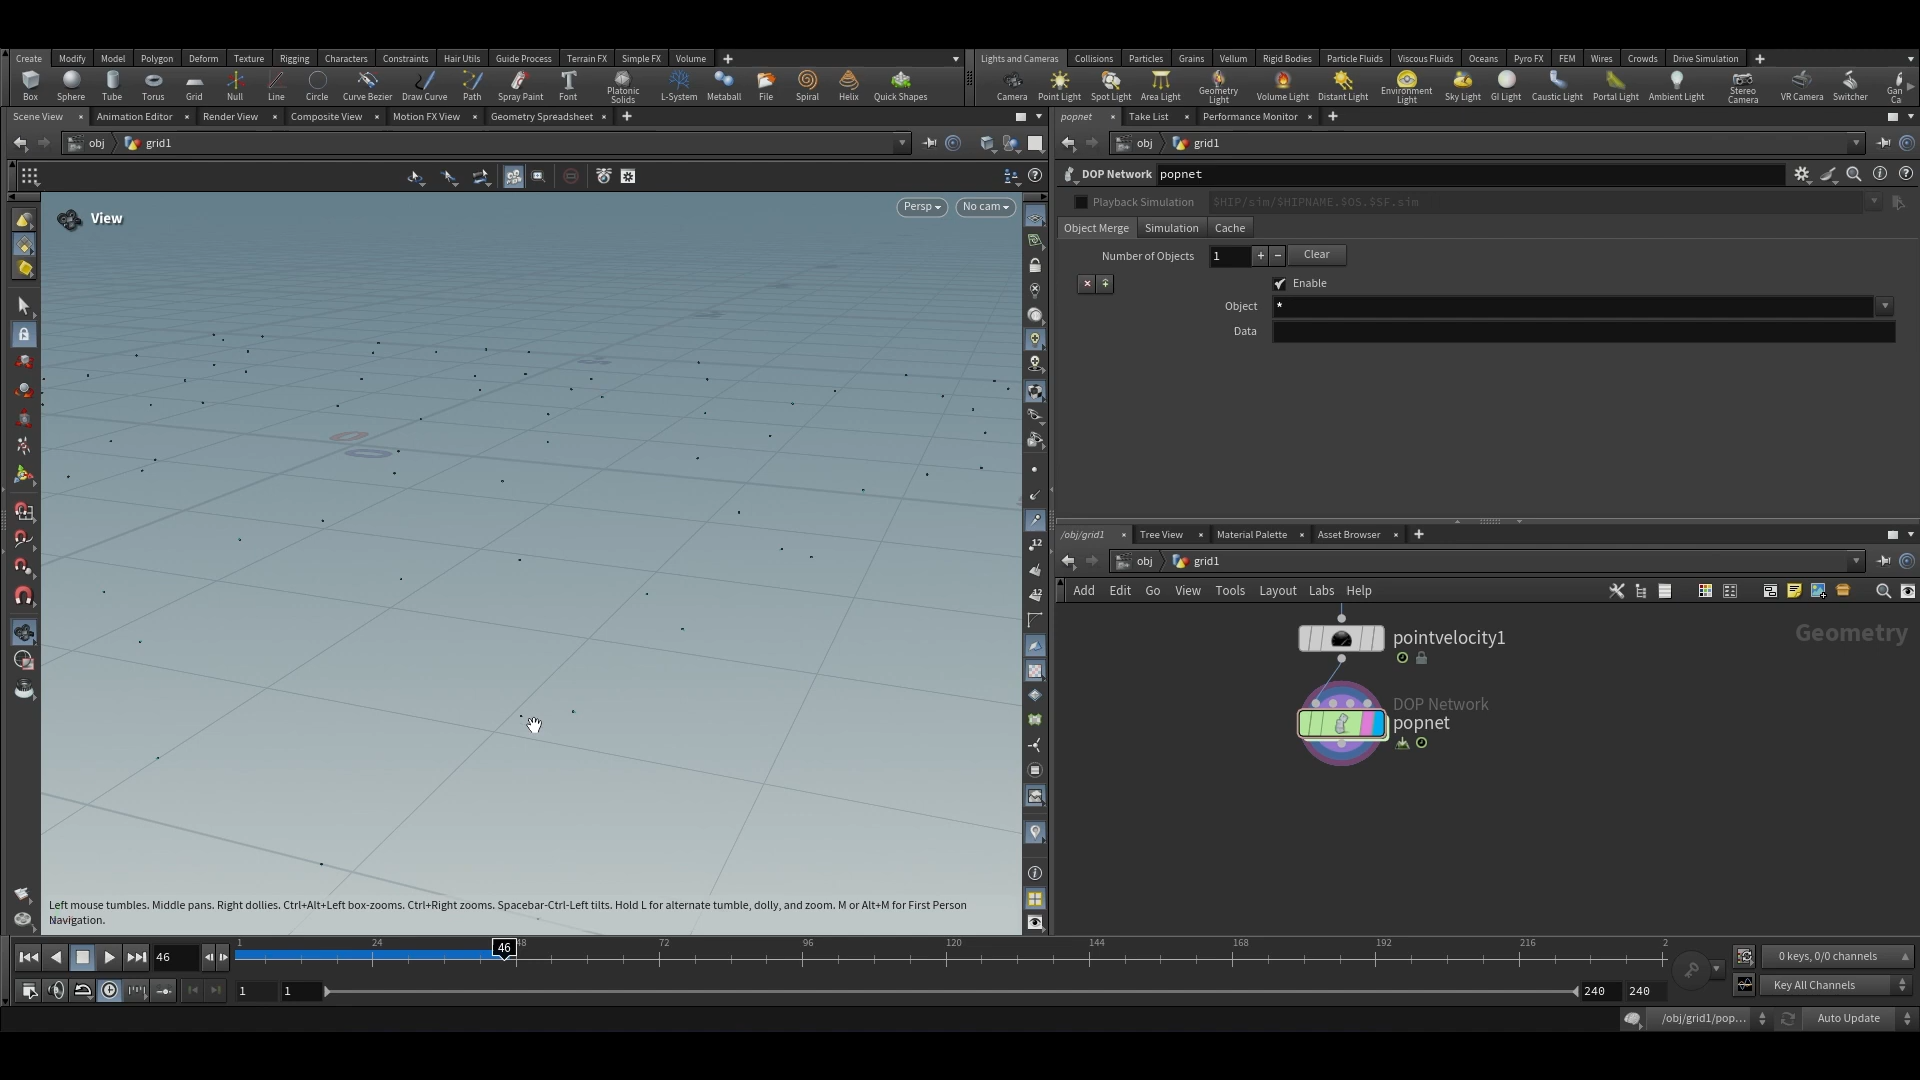 Create Modify Model Polygon Deform Texture Rigging Characters Constraints Hair Utils Guide Process Terrain FX Simple FX Volume
Lights and Cameras Collisions Particles Grains Vellum Rigid Bodies Particle Fluids Viscous Fluids Oceans Pyro FX FEM Wires Crowds Drive Simulation
Box Sphere Tube Torus Grid Null Line Circle Curve Bezier Draw Curve Path Spray Paint Font Platonic Solids L-System Metaball File Spiral Helix Quick Shapes
Camera Point Light Spot Light Area Light Geometry Light Volume Light Distant Light Environment Light Sky Light GI Light Caustic Light Portal Light Ambient Light Stereo Camera VR Camera Switcher Gan Ca
Scene View Animation Editor Render View Composite View Motion FX View Geometry Spreadsheet
popnet Take List Performance Monitor
obj grid1
obj grid1
DOP Network popnet
Playback Simulation $HIP/sim/$HIPNAME.$OS.$SF.sim
Object Merge Simulation Cache
Number of Objects 1 + − Clear
Enable
Object *
Data
View
Persp No cam
/obj/grid1 Tree View Material Palette Asset Browser
obj grid1
Add Edit Go View Tools Layout Labs Help
Geometry
pointvelocity1
DOP Network
popnet
12
12
Left mouse tumbles. Middle pans. Right dollies. Ctrl+Alt+Left box-zooms. Ctrl+Right zooms. Spacebar-Ctrl-Left tilts. Hold L for alternate tumble, dolly, and zoom. M or Alt+M for First Person
Navigation.
46
1 24 46 48 72 96 120 144 168 192 216 2
0 keys, 0/0 channels
1 1 240 240
Key All Channels
/obj/grid1/pop... Auto Update